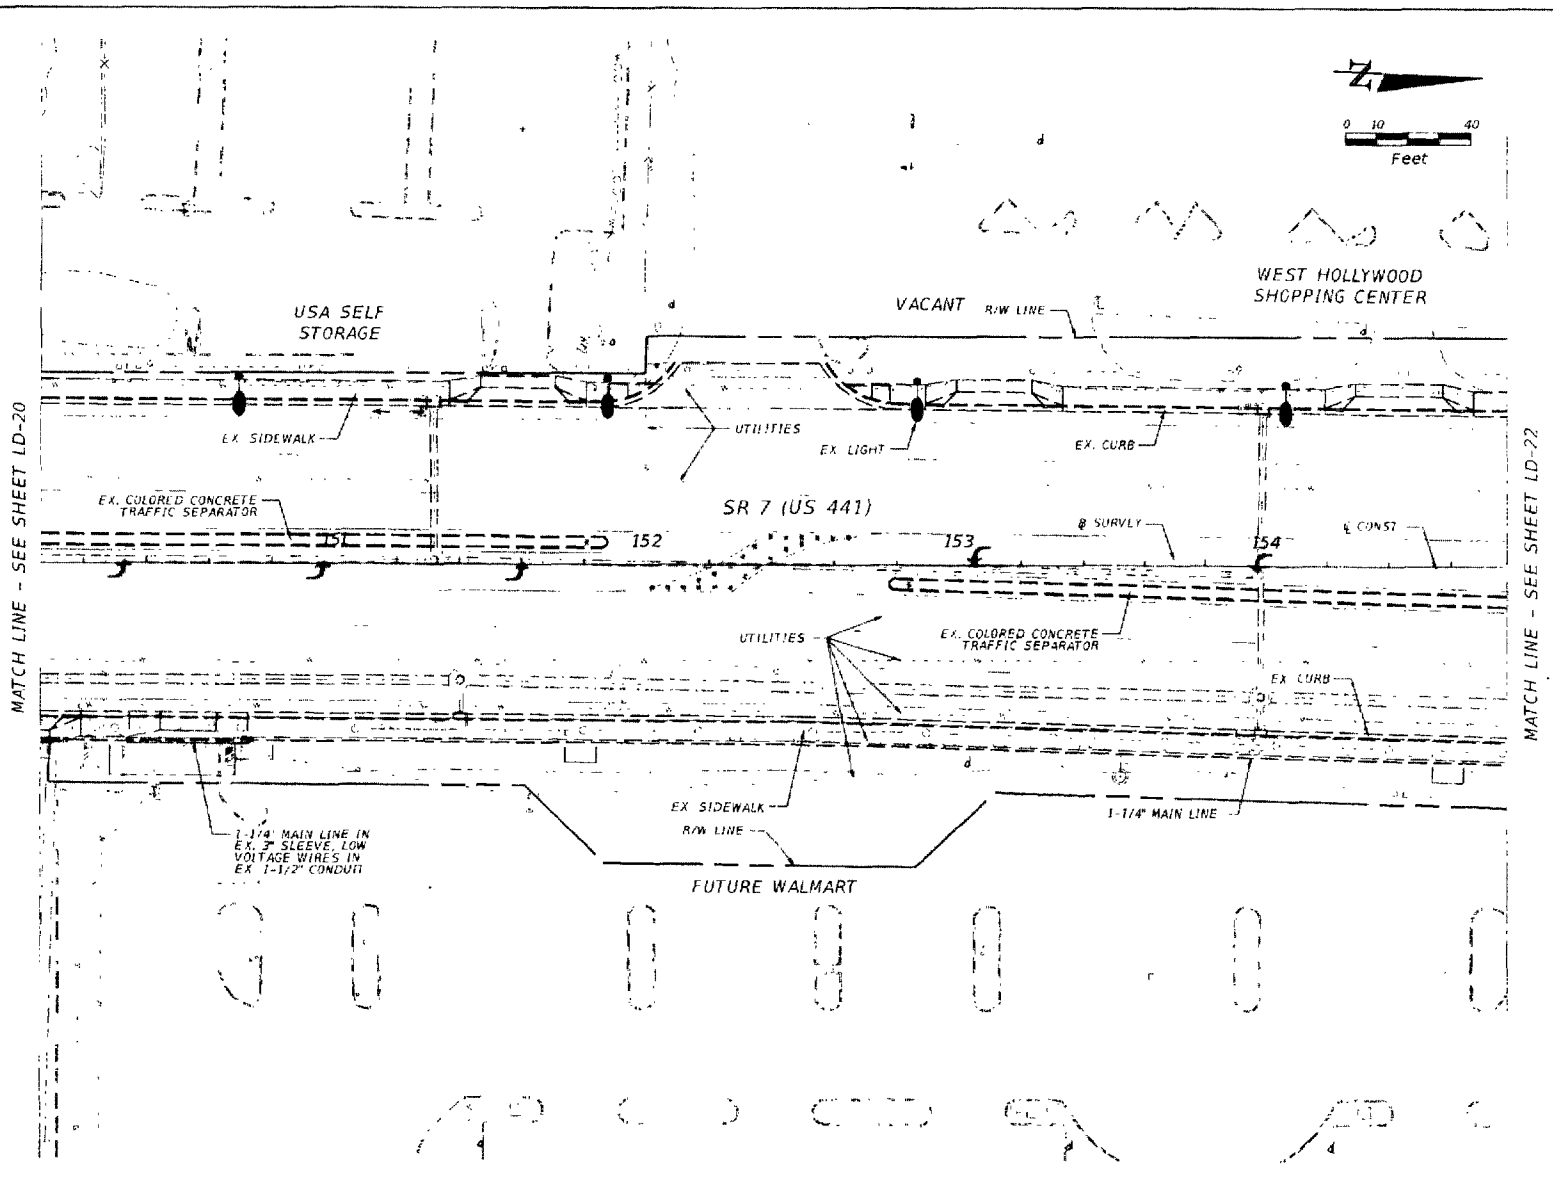 N
0 10 40
Feet
WEST HOLLYWOOD
SHOPPING CENTER
VACANT
R/W LINE
USA SELF
STORAGE
MATCH LINE - SEE SHEET LD-20
MATCH LINE - SEE SHEET LD-22
EX SIDEWALK
UTILITIES
EX LIGHT
EX. CURB
EX. COLORED CONCRETE
TRAFFIC SEPARATOR
SR 7 (US 441)
℄ CONST
151
152
153
154
UTILITIES
EX. COLORED CONCRETE
TRAFFIC SEPARATOR
EX CURB
EX SIDEWALK
R/W LINE
1-1/4" MAIN LINE
1-1/4" MAIN LINE IN
EX. 3" SLEEVE, LOW
VOLTAGE WIRES IN
EX 1-1/2" CONDUIT
FUTURE WALMART